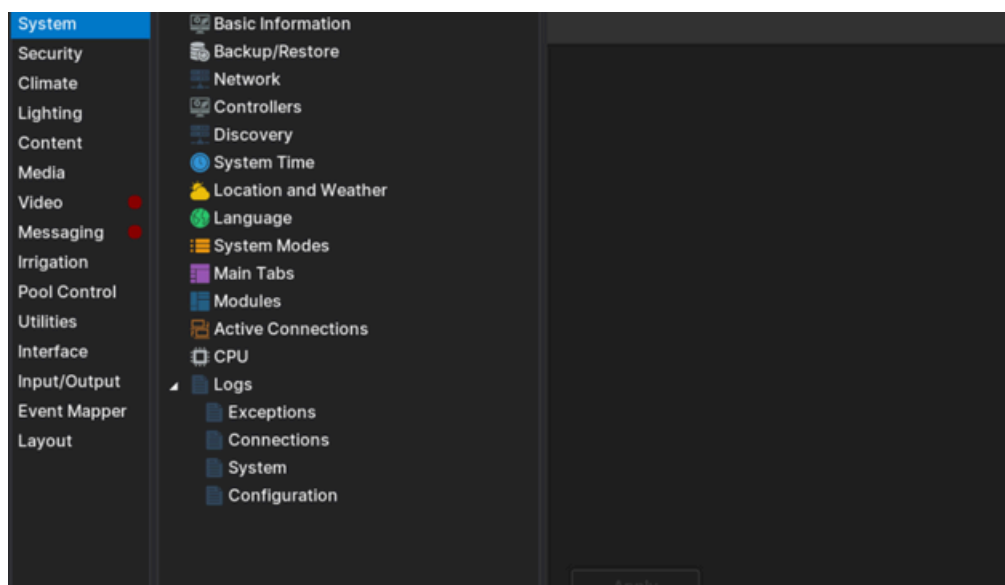 System
Security
Climate
Lighting
Content
Media
Video
Messaging
Irrigation
Pool Control
Utilities
Interface
Input/Output
Event Mapper
Layout
Basic Information
Backup/Restore
Network
Controllers
Discovery
System Time
Location and Weather
Language
System Modes
Main Tabs
Modules
Active Connections
CPU
Logs
Exceptions
Connections
System
Configuration